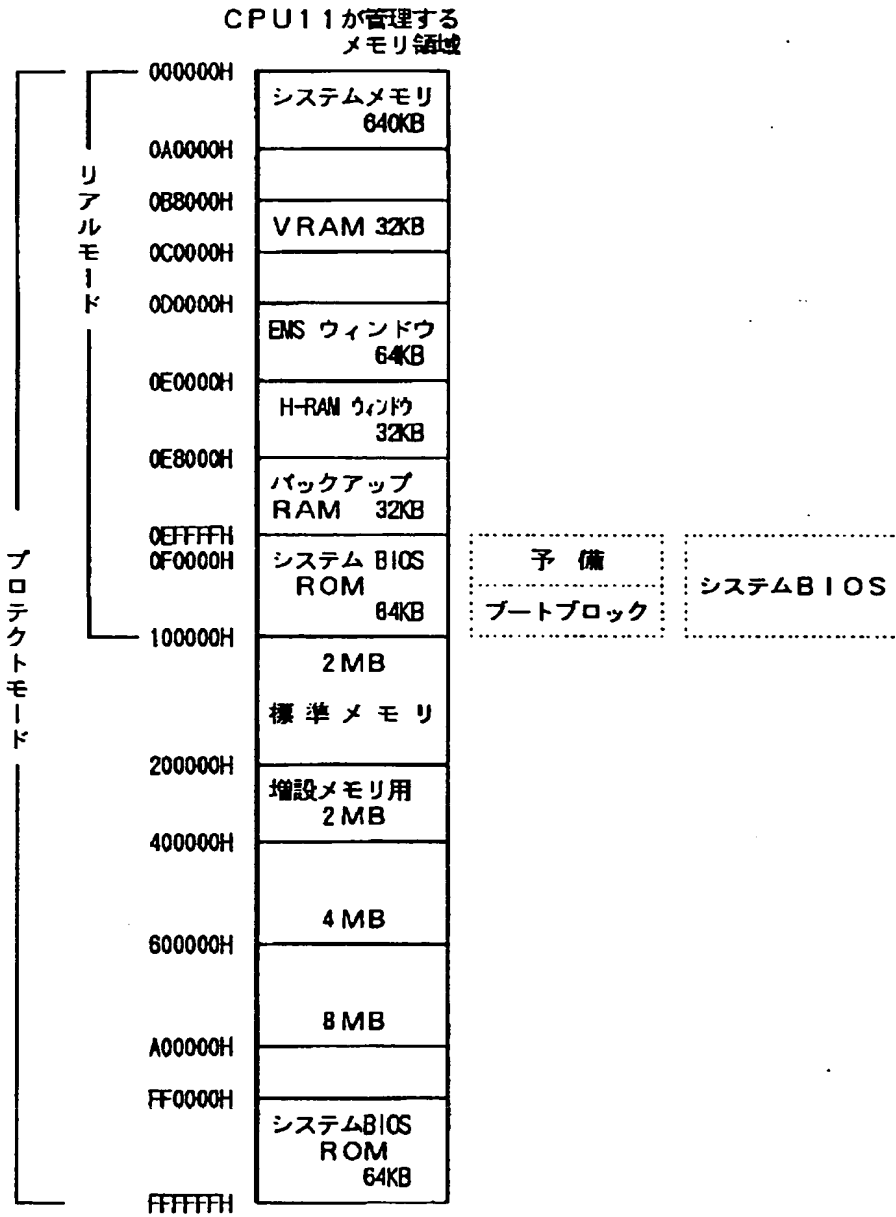 CPU11が管理する
メモリ領域
000000H
システムメモリ
640KB
0A0000H
0B8000H
VRAM 32KB
0C0000H
0D0000H
EMS ウィンドウ
64KB
0E0000H
H-RAM ウィンドウ
32KB
0E8000H
バックアップ
RAM 32KB
0EFFFFH
0F0000H
システム BIOS
ROM
64KB
予備
ブートブロック
システムBIOS
100000H
2MB
標準メモリ
200000H
増設メモリ用
2MB
400000H
4MB
600000H
8MB
A00000H
FF0000H
システムBIOS
ROM
64KB
FFFFFFH
リアルモード
プロテクトモード